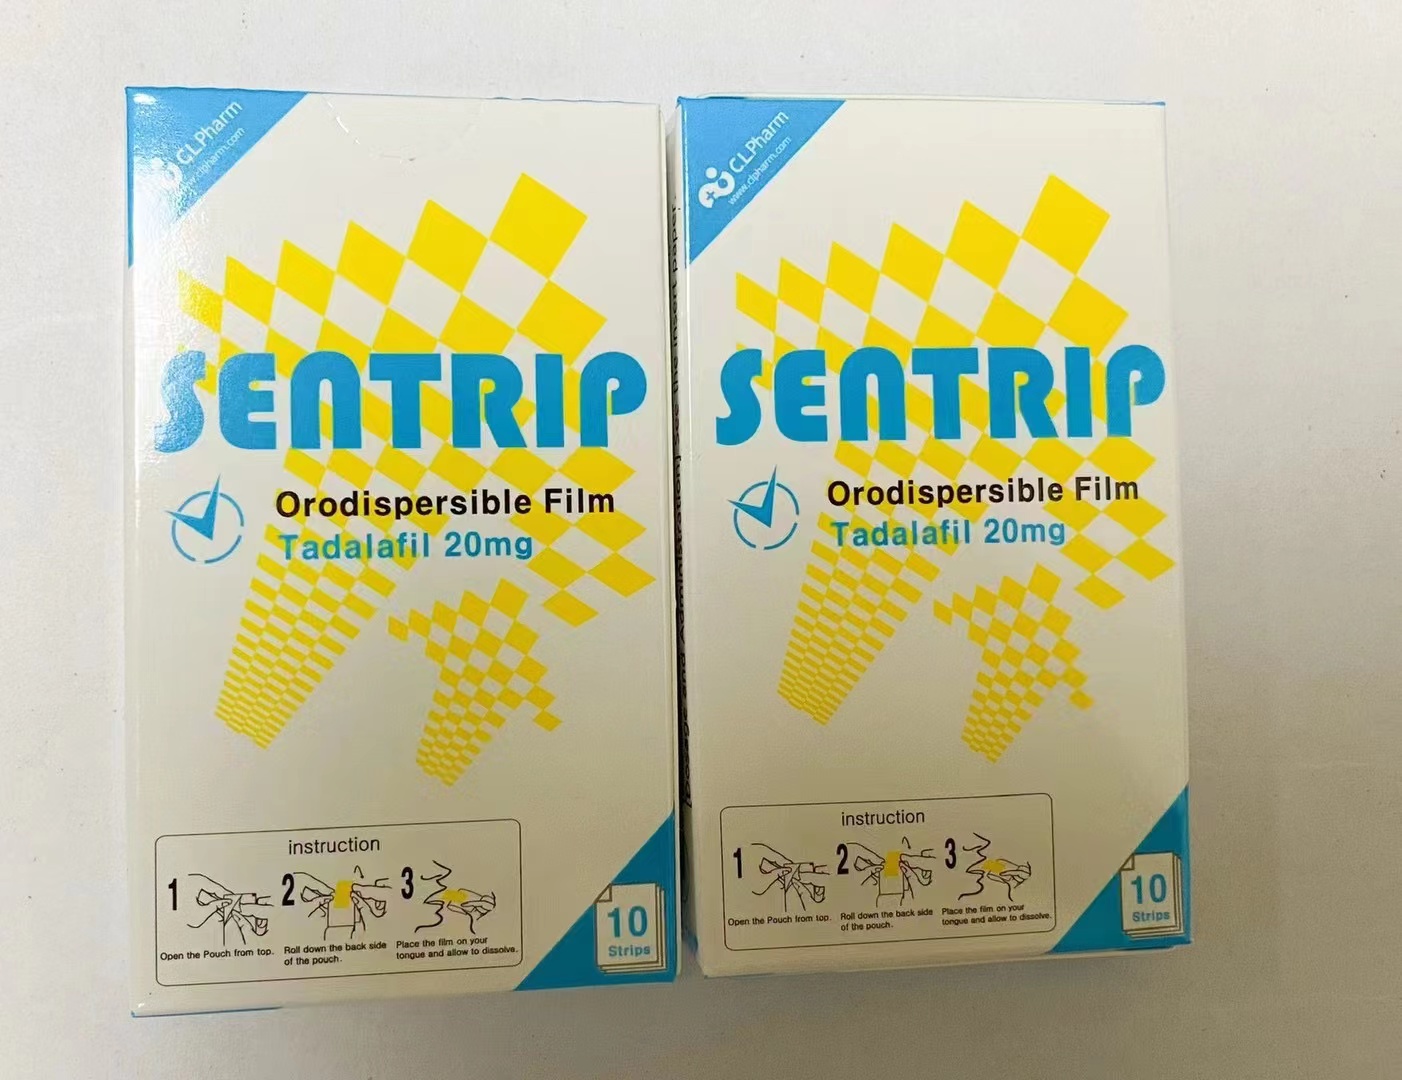 CLPharm
www.clpharm.com
SENTRIP
Orodispersible Film
Tadalafil 20mg
instruction
1
2
3
Open the Pouch from top.
Roll down the back side
of the pouch.
Place the film on your
tongue and allow to dissolve.
10
Strips
CLPharm
www.clpharm.com
SENTRIP
Orodispersible Film
Tadalafil 20mg
instruction
1
2
3
Open the Pouch from top.
Roll down the back side
of the pouch.
Place the film on your
tongue and allow to dissolve.
10
Strips